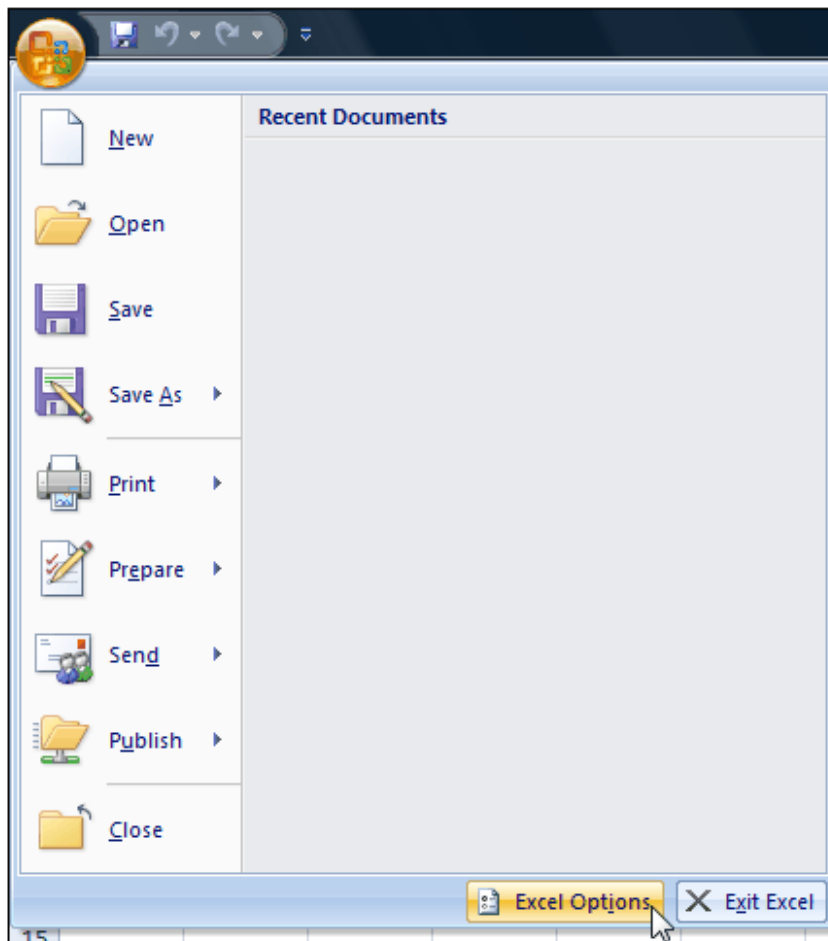 Recent Documents
New
Open
Save
Save As
Print
Prepare
Send
Publish
Close
Excel Options
Exit Excel
15